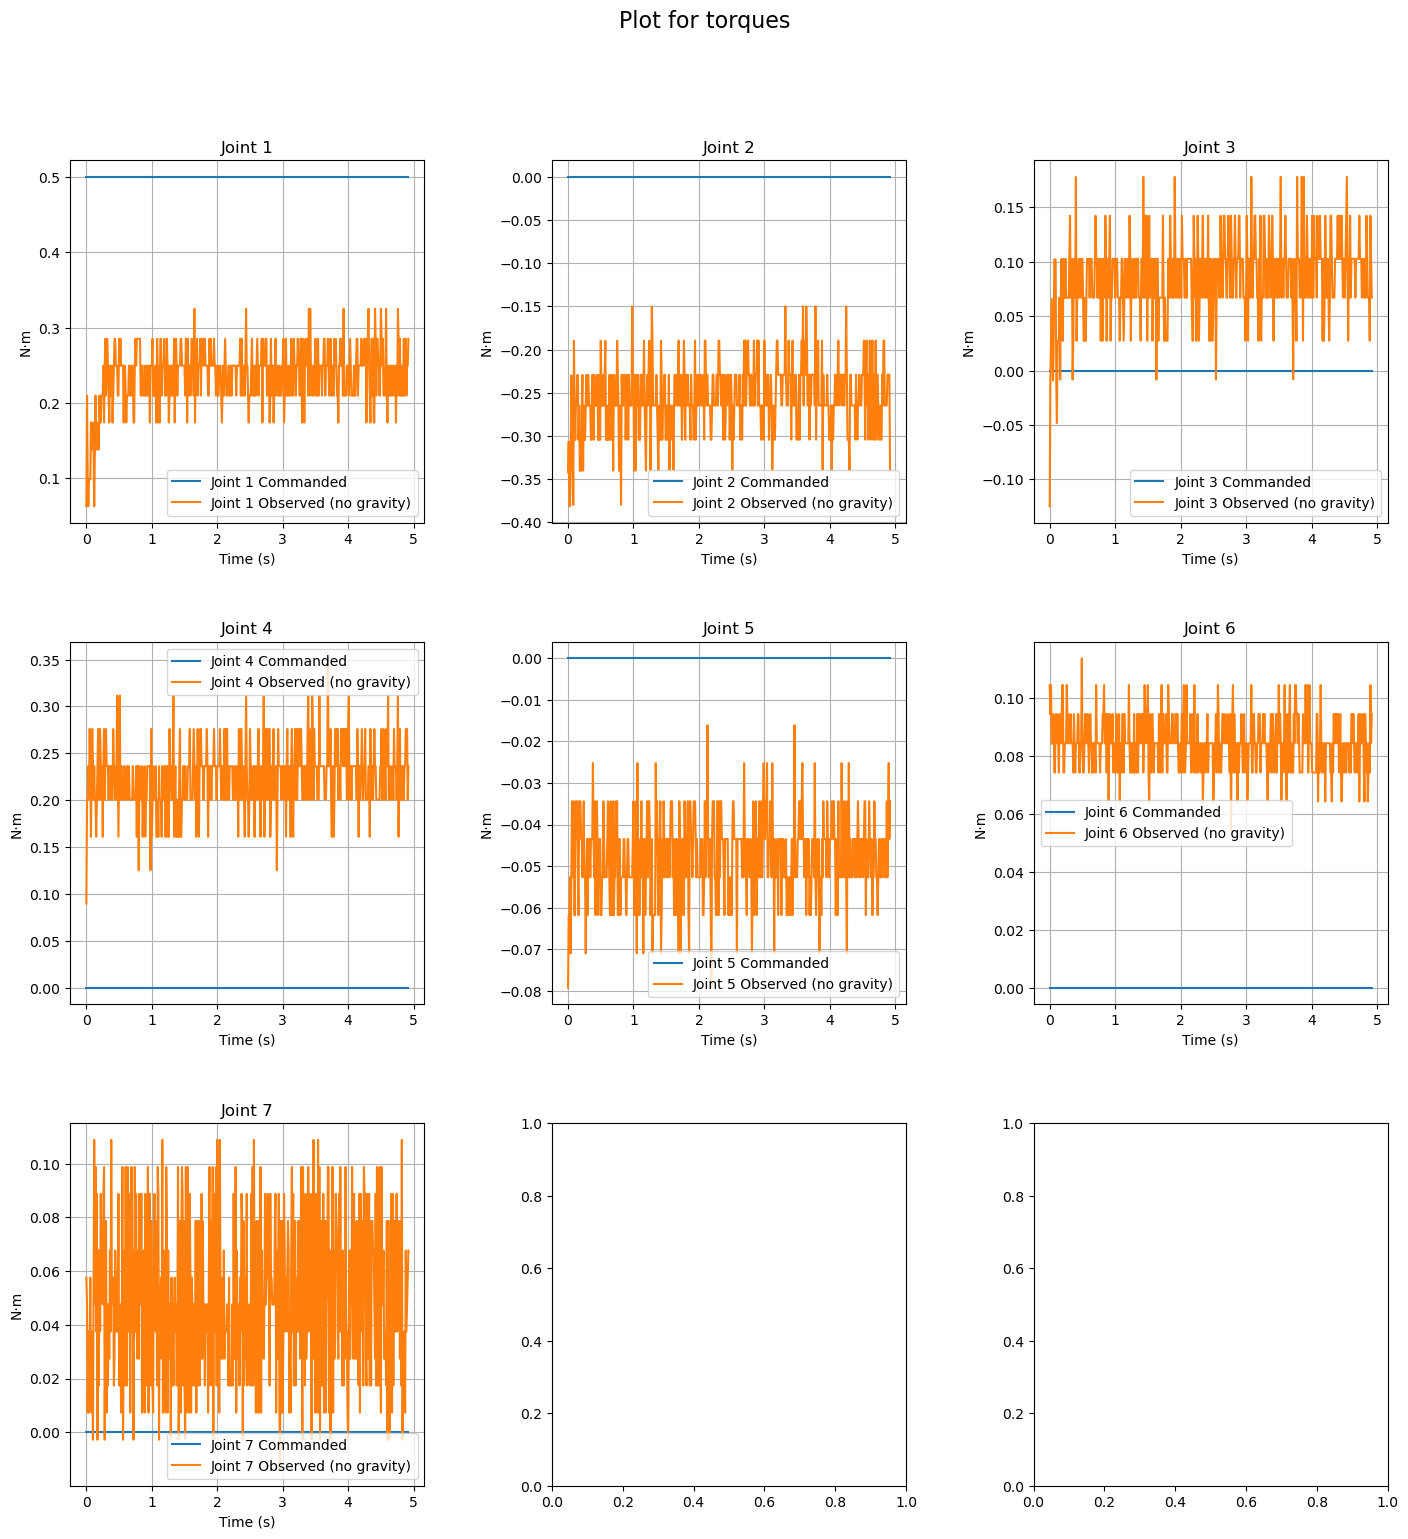 Plot for torques
Joint 1
0.5
0.4
0.3
0.2
0.1
N·m
Joint 1 Commanded
Joint 1 Observed (no gravity)
0 1 2 3 4 5
Time (s)
Joint 2
0.00
−0.05
−0.10
−0.15
−0.20
−0.25
−0.30
−0.35
−0.40
N·m
Joint 2 Commanded
Joint 2 Observed (no gravity)
0 1 2 3 4 5
Time (s)
Joint 3
0.15
0.10
0.05
0.00
−0.05
−0.10
N·m
Joint 3 Commanded
Joint 3 Observed (no gravity)
0 1 2 3 4 5
Time (s)
Joint 4
0.35
0.30
0.25
0.20
0.15
0.10
0.05
0.00
N·m
Joint 4 Commanded
Joint 4 Observed (no gravity)
0 1 2 3 4 5
Time (s)
Joint 5
0.00
−0.01
−0.02
−0.03
−0.04
−0.05
−0.06
−0.07
−0.08
N·m
Joint 5 Commanded
Joint 5 Observed (no gravity)
0 1 2 3 4 5
Time (s)
Joint 6
0.10
0.08
0.06
0.04
0.02
0.00
N·m
Joint 6 Commanded
Joint 6 Observed (no gravity)
0 1 2 3 4 5
Time (s)
Joint 7
0.10
0.08
0.06
0.04
0.02
0.00
N·m
Joint 7 Commanded
Joint 7 Observed (no gravity)
0 1 2 3 4 5
Time (s)
1.0
0.8
0.6
0.4
0.2
0.0
0.0 0.2 0.4 0.6 0.8 1.0
1.0
0.8
0.6
0.4
0.2
0.0
0.0 0.2 0.4 0.6 0.8 1.0